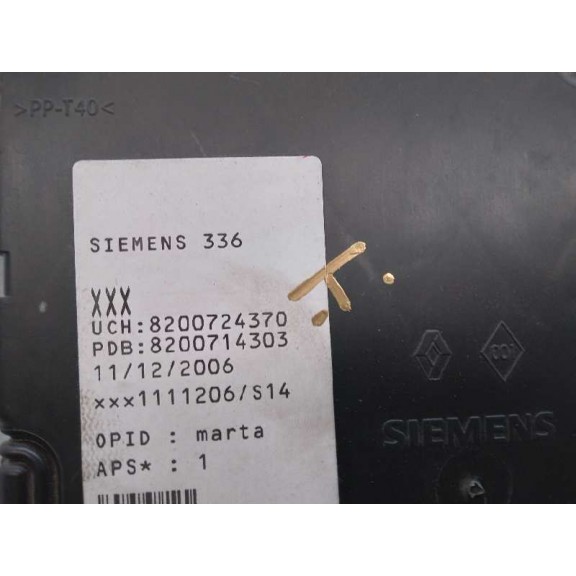 >PP-T40<
SIEMENS 336
XXX
UCH:8200724370
PDB:8200714303
11/12/2006
xxx1111206/S14
OPID : marta
APS* : 1
SIEMENS